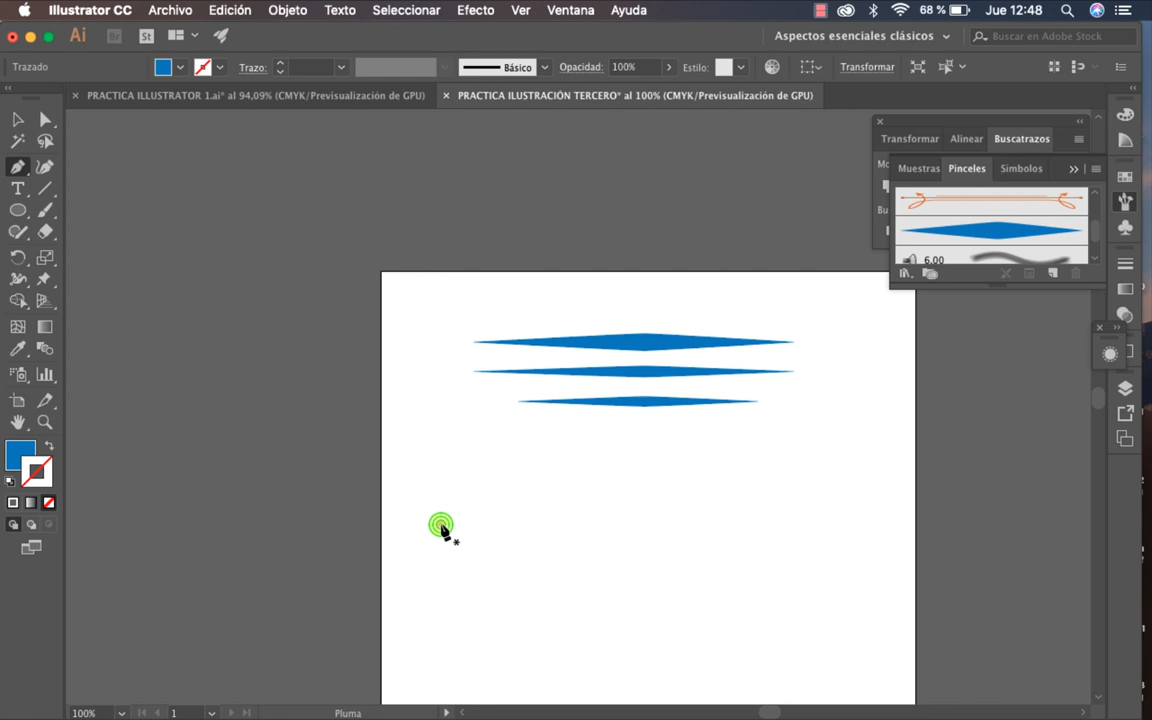 Illustrator CC Archivo Edición Objeto Texto Seleccionar Efecto Ver Ventana Ayuda 68 % Jue 12:48
Ai Br St Aspectos esenciales clásicos Buscar en Adobe Stock
Trazado Trazo: Básico Opacidad: 100% Estilo: Transformar
PRACTICA ILLUSTRATOR 1.ai* al 94,09% (CMYK/Previsualización de GPU) PRACTICA ILUSTRACIÓN TERCERO* al 100% (CMYK/Previsualización de GPU)
Transformar Alinear Buscatrazos
Mo
Muestras Pinceles Símbolos
Bu
6.00
100% 1 Pluma